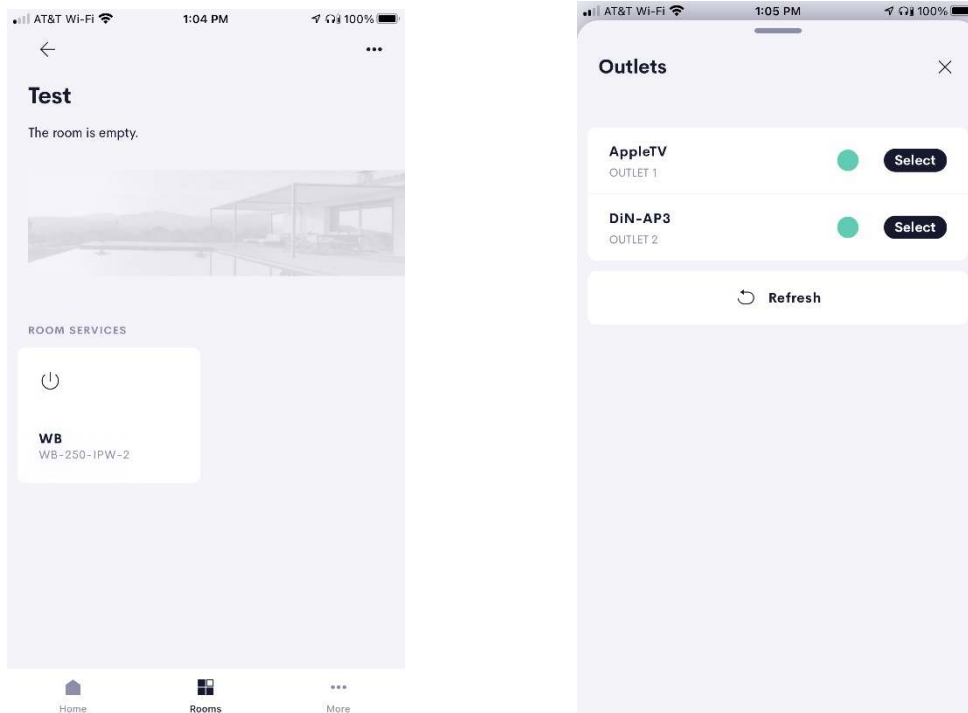 AT&T Wi-Fi 1:04 PM 100%
Test
The room is empty.
ROOM SERVICES
WB
WB-250-IPW-2
Home Rooms More
AT&T Wi-Fi 1:05 PM 100%
Outlets
AppleTV
OUTLET 1
Select
DiN-AP3
OUTLET 2
Select
Refresh